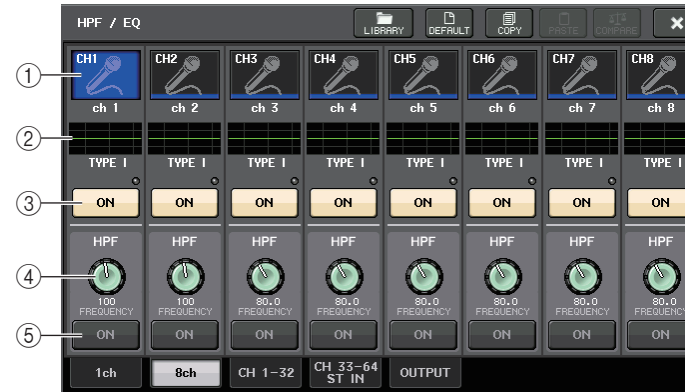 HPF / EQ LIBRARY DEFAULT COPY PASTE COMPARE
CH1 CH2 CH3 CH4 CH5 CH6 CH7 CH8
1
ch 1 ch 2 ch 3 ch 4 ch 5 ch 6 ch 7 ch 8
2
TYPE I TYPE I TYPE I TYPE I TYPE I TYPE I TYPE I TYPE I
3 ON ON ON ON ON ON ON ON
HPF HPF HPF HPF HPF HPF HPF HPF
4
100 100 80.0 80.0 80.0 80.0 80.0 80.0
FREQUENCY FREQUENCY FREQUENCY FREQUENCY FREQUENCY FREQUENCY FREQUENCY FREQUENCY
5 ON ON ON ON ON ON ON ON
1ch 8ch CH 1-32 CH 33-64 OUTPUT
ST IN